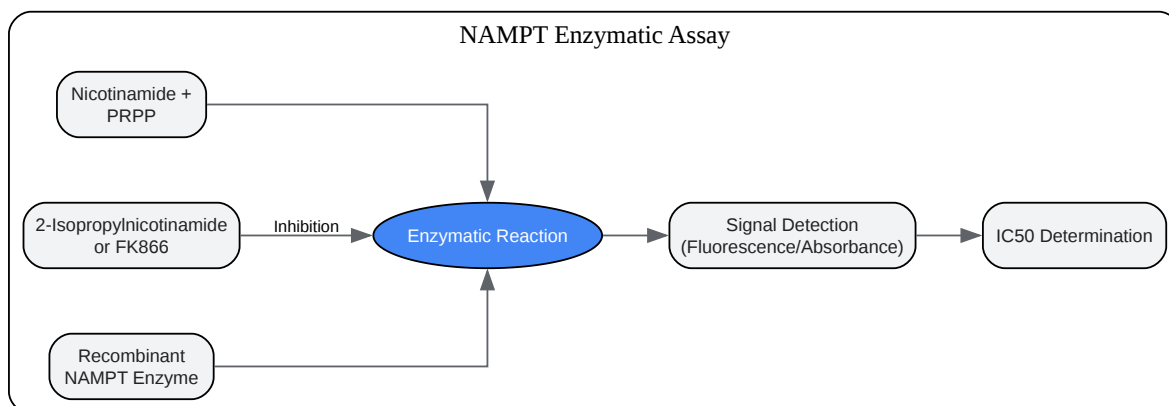 NAMPT Enzymatic Assay
Nicotinamide +
PRPP
2-Isopropylnicotinamide
or FK866
Inhibition
Enzymatic Reaction
Signal Detection
(Fluorescence/Absorbance)
IC50 Determination
Recombinant
NAMPT Enzyme